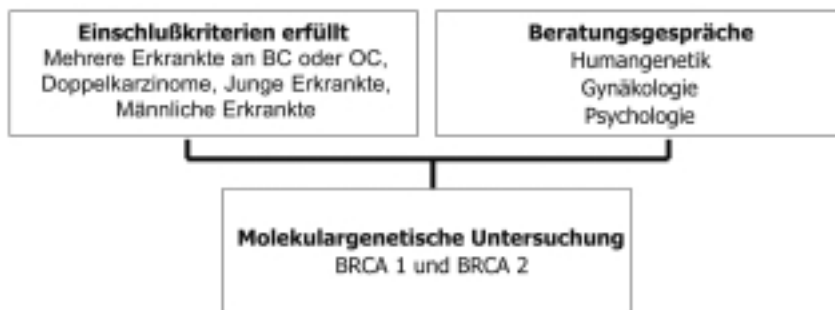 Einschlußkriterien erfüllt
Mehrere Erkrankte an BC oder OC,
Doppelkarzinome, Junge Erkrankte,
Männliche Erkrankte
Beratungsgespräche
Humangenetik
Gynäkologie
Psychologie
Molekulargenetische Untersuchung
BRCA 1 und BRCA 2